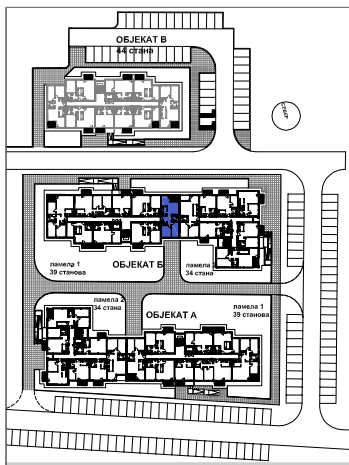 ОБЈЕКАТ В
44 стана
СЕВЕР
ламела 1
39 станова
ОБЈЕКАТ Б
ламела
34 стана
ламела 2
34 стана
ОБЈЕКАТ А
ламела 1
39 станова